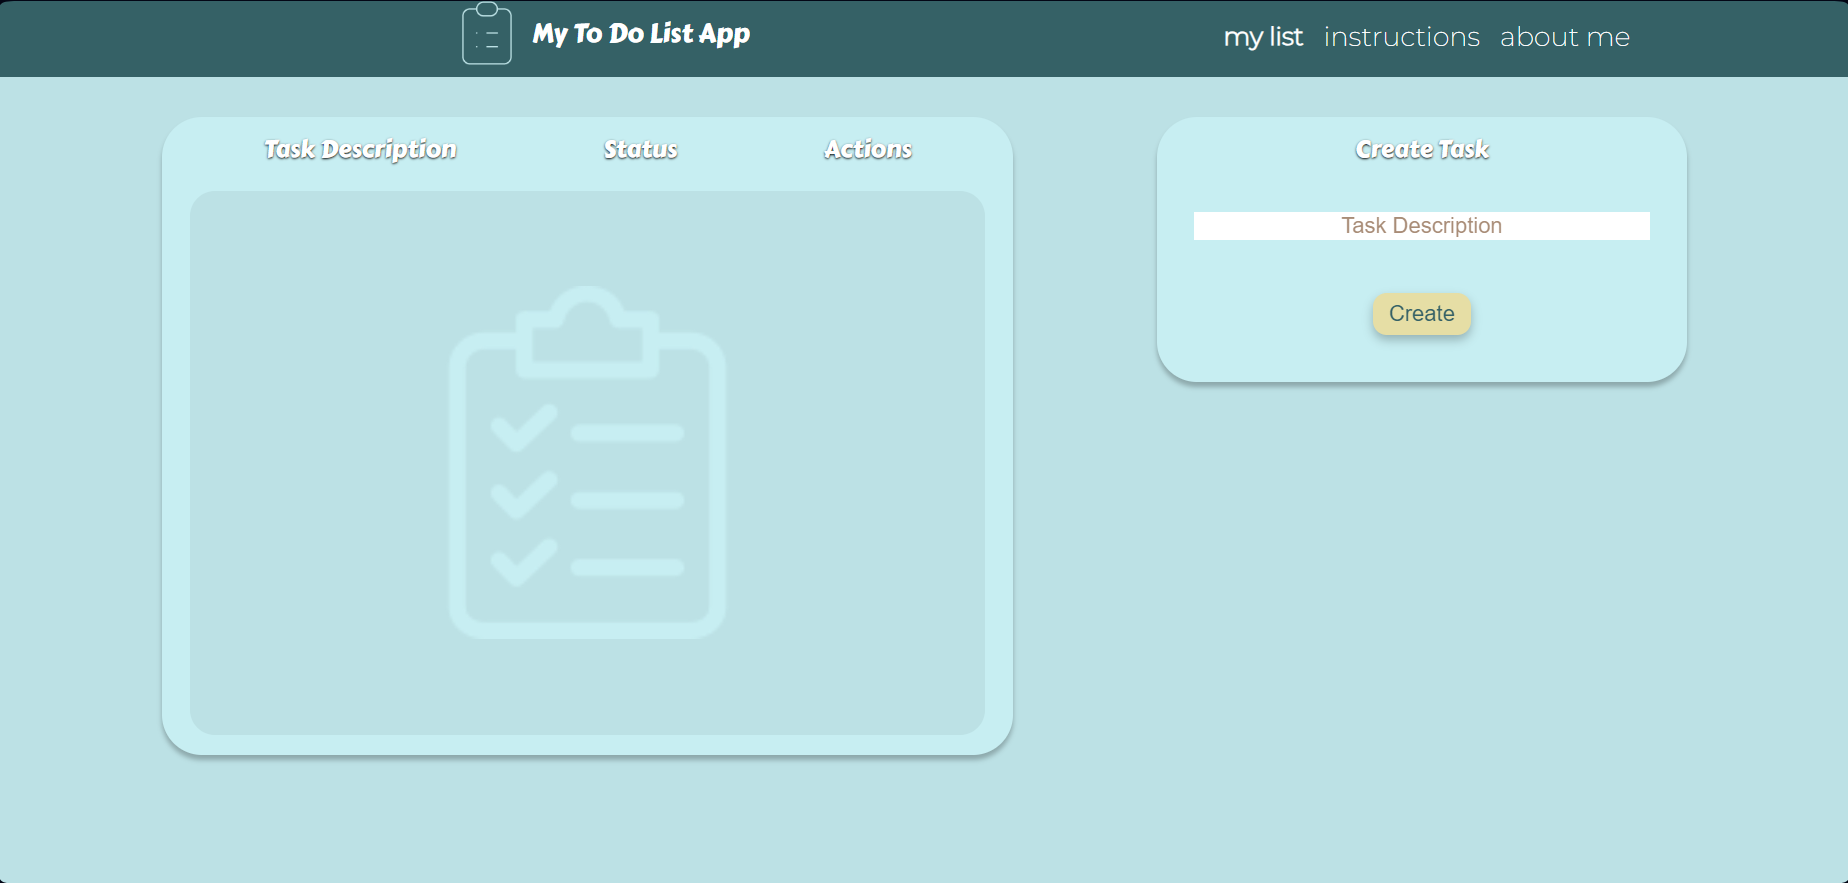 My To Do List App
my list instructions about me
Task Description Status Actions
Create Task
Task Description
Create